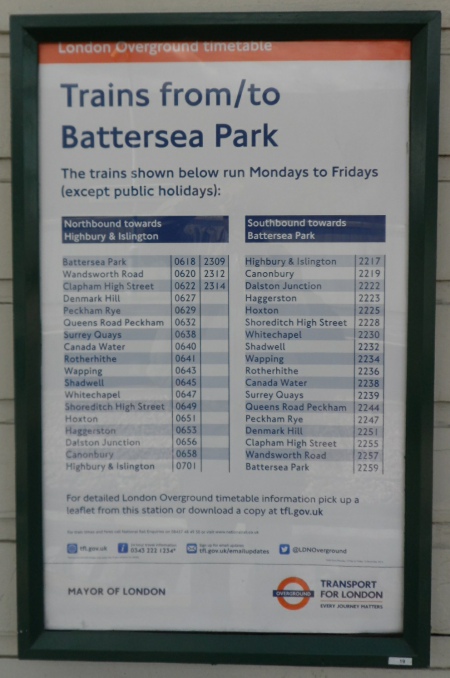 London Overground timetable
Trains from/to
Battersea Park
The trains shown below run Mondays to Fridays
(except public holidays):
Northbound towards
Highbury & Islington
Battersea Park 0618 2309
Wandsworth Road 0620 2312
Clapham High Street 0622 2314
Denmark Hill 0627
Peckham Rye 0629
Queens Road Peckham 0632
Surrey Quays 0638
Canada Water 0640
Rotherhithe 0641
Wapping 0643
Shadwell 0645
Whitechapel 0647
Shoreditch High Street 0649
Hoxton 0651
Haggerston 0653
Dalston Junction 0656
Canonbury 0658
Highbury & Islington 0701
Southbound towards
Battersea Park
Highbury & Islington 2217
Canonbury 2219
Dalston Junction 2222
Haggerston 2223
Hoxton 2225
Shoreditch High Street 2228
Whitechapel 2230
Shadwell 2232
Wapping 2234
Rotherhithe 2236
Canada Water 2238
Surrey Quays 2239
Queens Road Peckham 2244
Peckham Rye 2247
Denmark Hill 2251
Clapham High Street 2255
Wandsworth Road 2257
Battersea Park 2259
For detailed London Overground timetable information pick up a
leaflet from this station or download a copy at tfl.gov.uk
tfl.gov.uk
0343 222 1234*
Sign up for email updates
tfl.gov.uk/emailupdates
@LDNOverground
MAYOR OF LONDON
OVERGROUND
TRANSPORT
FOR LONDON
EVERY JOURNEY MATTERS